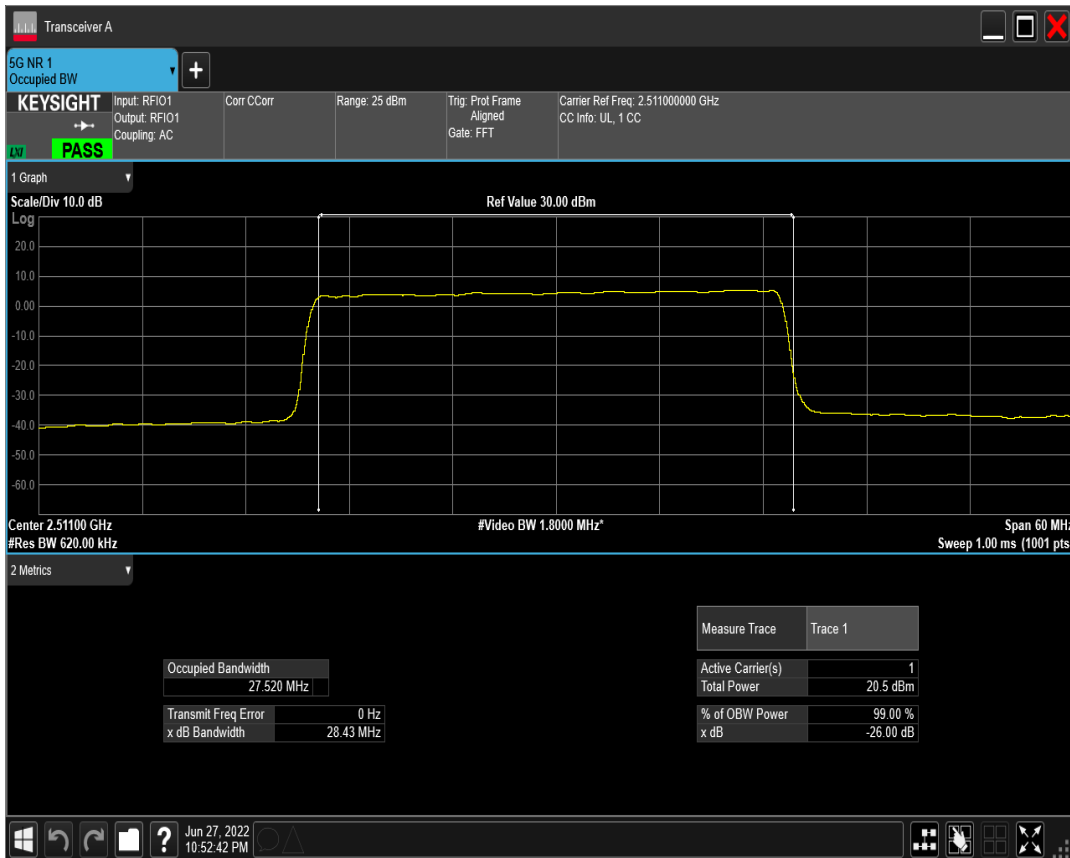 Transceiver A
5G NR 1
Occupied BW
KEYSIGHT
LXI
PASS
Input: RFIO1
Output: RFIO1
Coupling: AC
Corr CCorr
Range: 25 dBm
Trig: Prot Frame
Aligned
Gate: FFT
Carrier Ref Freq: 2.511000000 GHz
CC Info: UL, 1 CC
1 Graph
Scale/Div 10.0 dB
Ref Value 30.00 dBm
Log
20.0
10.0
0.00
-10.0
-20.0
-30.0
-40.0
-50.0
-60.0
Center 2.51100 GHz
#Video BW 1.8000 MHz*
Span 60 MHz
#Res BW 620.00 kHz
Sweep 1.00 ms (1001 pts
2 Metrics
Measure Trace Trace 1
Occupied Bandwidth
27.520 MHz
Active Carrier(s) 1
Total Power 20.5 dBm
Transmit Freq Error 0 Hz
x dB Bandwidth 28.43 MHz
% of OBW Power 99.00 %
x dB -26.00 dB
Jun 27, 2022
10:52:42 PM